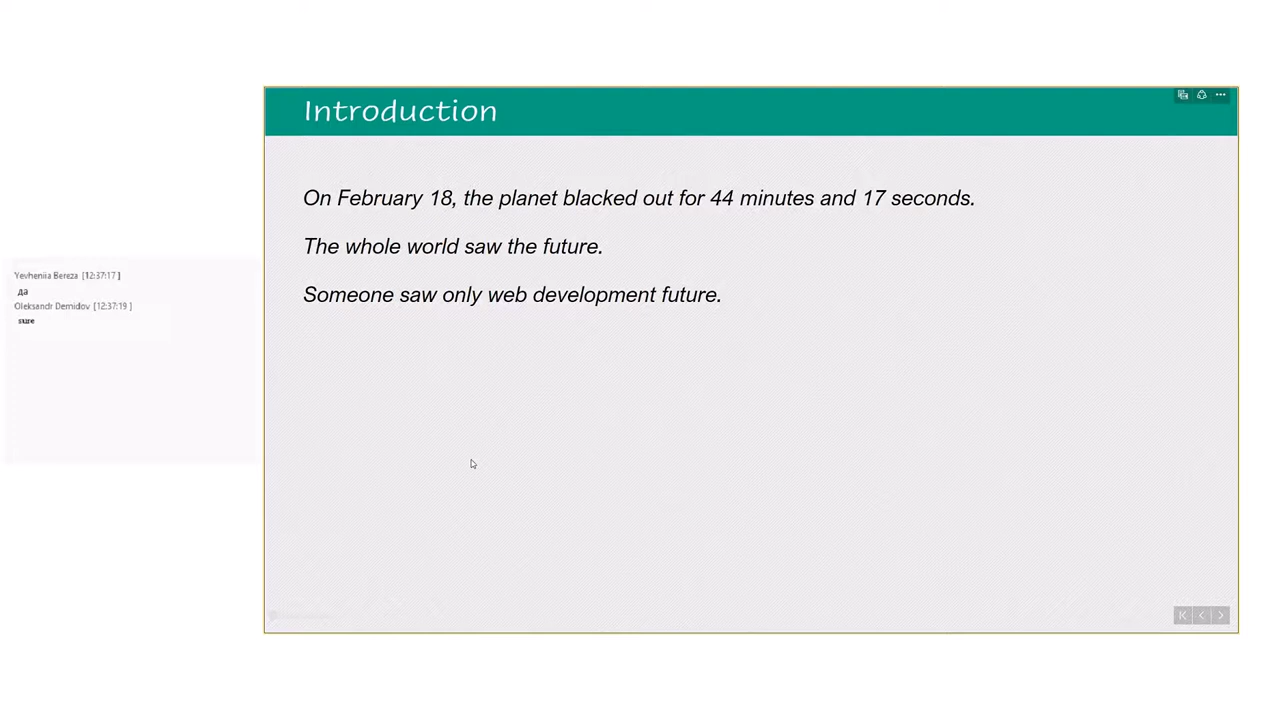 Introduction
On February 18, the planet blacked out for 44 minutes and 17 seconds.
The whole world saw the future.
Someone saw only web development future.
Yevheniia Bereza [12:37:17 ]
да
Oleksandr Demidov [12:37:19 ]
sure